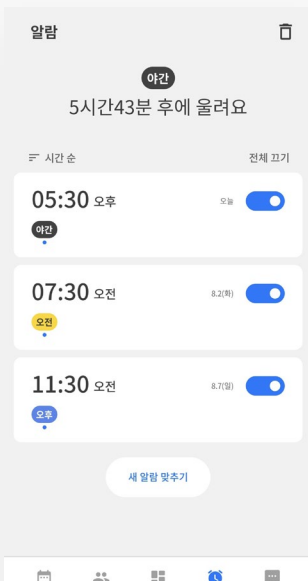 알람
야간
5시간43분 후에 울려요
시간 순 전체 끄기
05:30 오후 오늘
야간
07:30 오전 8.2(화)
오전
11:30 오전 8.7(일)
오후
새 알람 맞추기